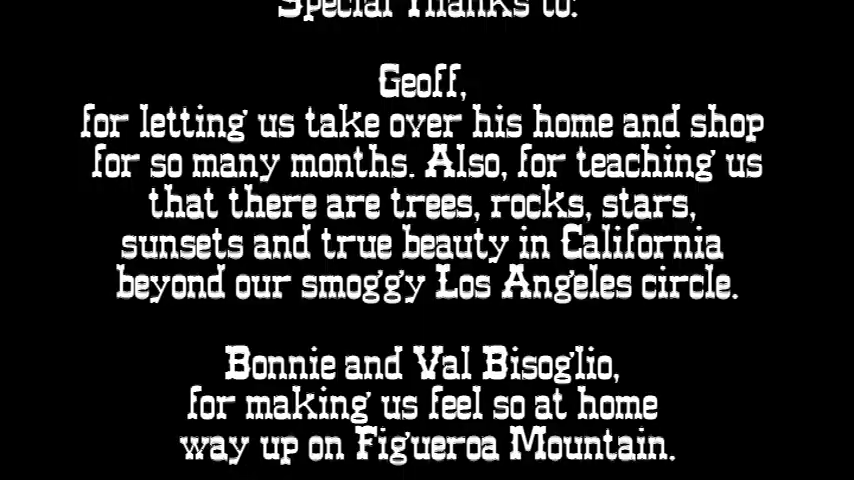 Special Thanks to:
Geoff,
for letting us take over his home and shop
for so many months. Also, for teaching us
that there are trees, rocks, stars,
sunsets and true beauty in California
beyond our smoggy Los Angeles circle.
Bonnie and Val Bisoglio,
for making us feel so at home
way up on Figueroa Mountain.